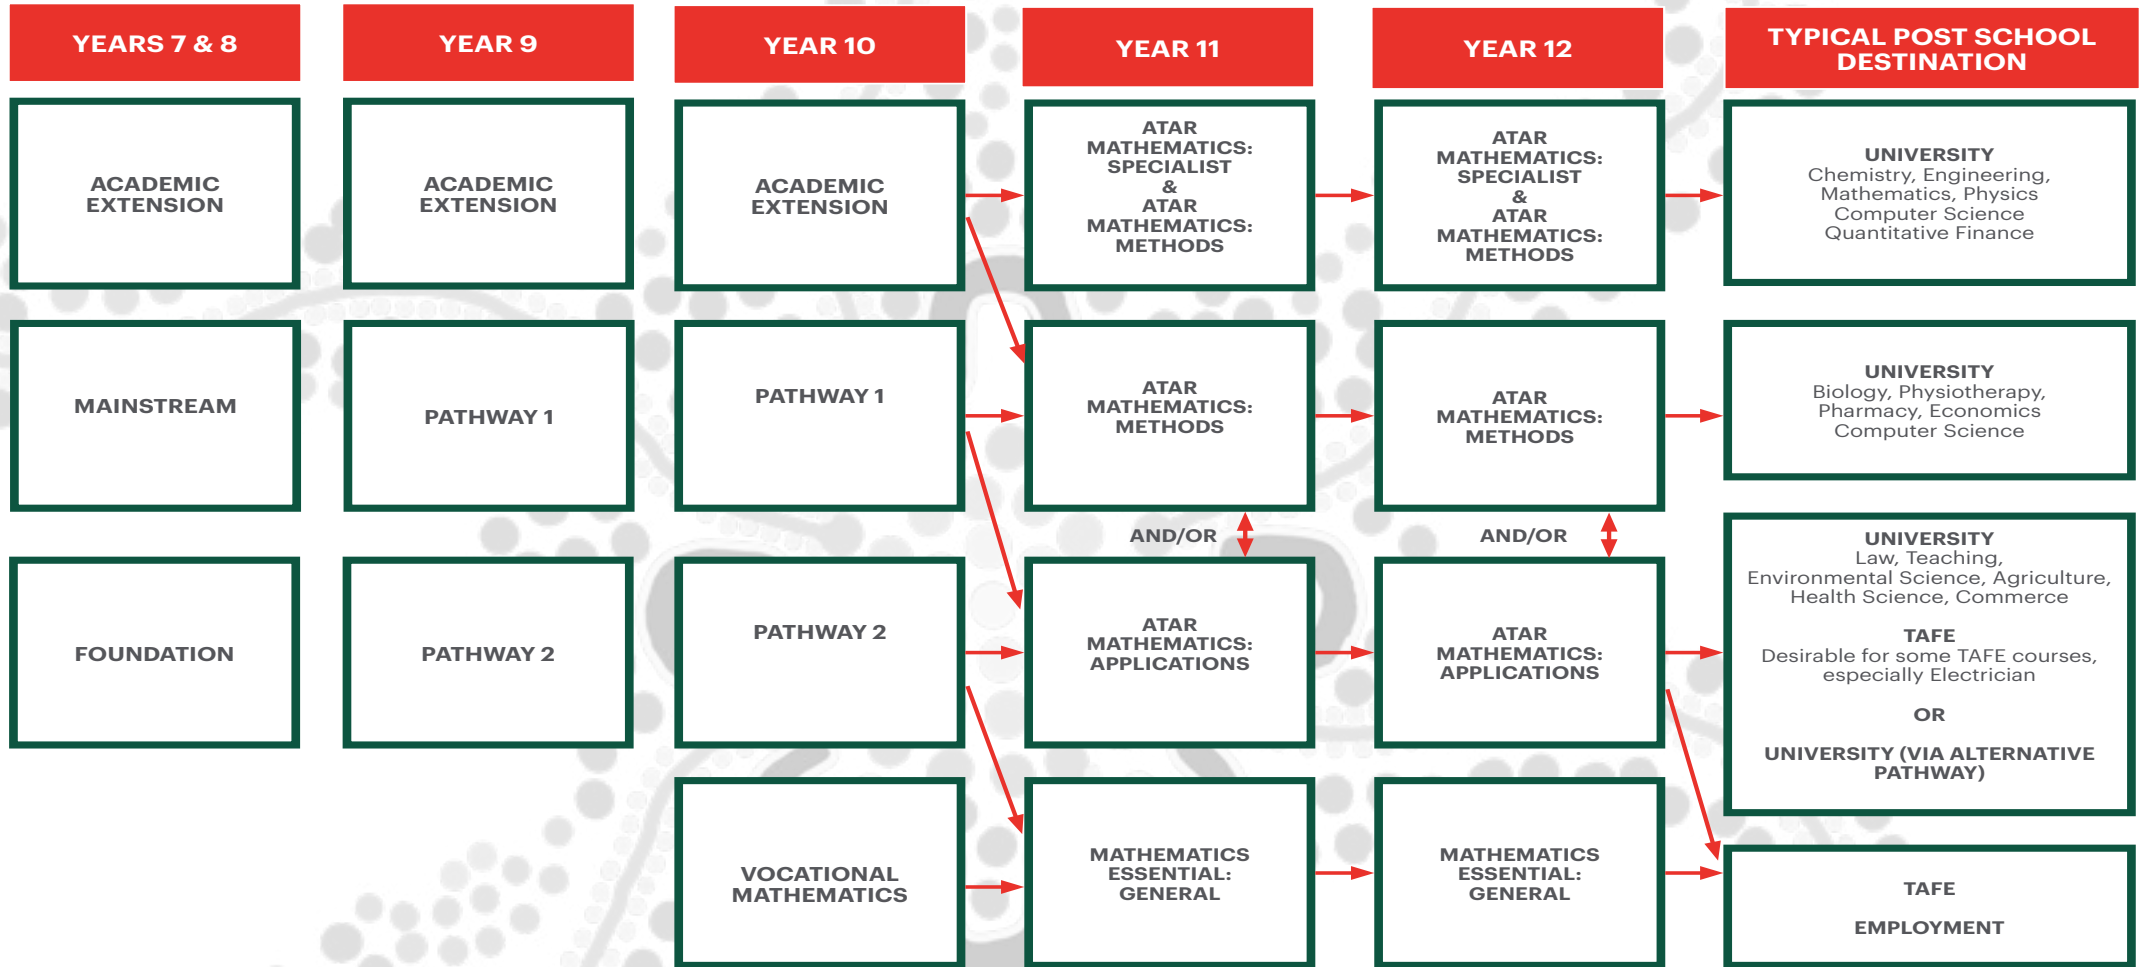 YEARS 7 & 8
YEAR 9
YEAR 10
YEAR 11
YEAR 12
TYPICAL POST SCHOOL
DESTINATION
ACADEMIC
EXTENSION
ACADEMIC
EXTENSION
ACADEMIC
EXTENSION
ATAR
MATHEMATICS:
SPECIALIST
&
ATAR
MATHEMATICS:
METHODS
ATAR
MATHEMATICS:
SPECIALIST
&
ATAR
MATHEMATICS:
METHODS
UNIVERSITY
Chemistry, Engineering,
Mathematics, Physics
Computer Science
Quantitative Finance
MAINSTREAM
PATHWAY 1
PATHWAY 1
ATAR
MATHEMATICS:
METHODS
ATAR
MATHEMATICS:
METHODS
UNIVERSITY
Biology, Physiotherapy,
Pharmacy, Economics
Computer Science
AND/OR
AND/OR
FOUNDATION
PATHWAY 2
PATHWAY 2
ATAR
MATHEMATICS:
APPLICATIONS
ATAR
MATHEMATICS:
APPLICATIONS
UNIVERSITY
Law, Teaching,
Environmental Science, Agriculture,
Health Science, Commerce
TAFE
Desirable for some TAFE courses,
especially Electrician
OR
UNIVERSITY (VIA ALTERNATIVE
PATHWAY)
VOCATIONAL
MATHEMATICS
MATHEMATICS
ESSENTIAL:
GENERAL
MATHEMATICS
ESSENTIAL:
GENERAL
TAFE
EMPLOYMENT